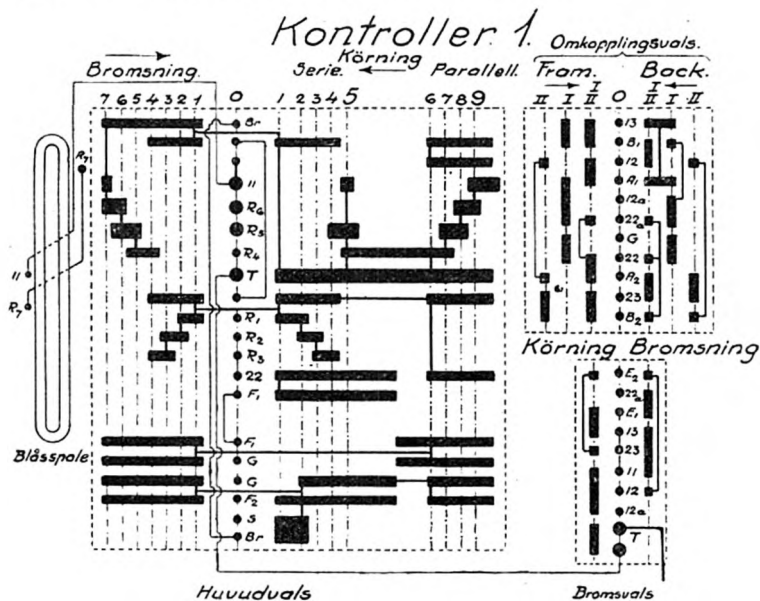 Kontroller. 1.
Bromsning.
Körning
Serie. Parallell.
7 6 5 4 3 2 1 0 1 2 3 4 5 6 7 8 9
Omkopplingsvals.
Fram. Back.
II I I II 0 I II I II
Br
11
R6
R5
R4
T
R1
R2
R3
22
F1
F1
G
G
F2
S
Br
R7
11
R7
Blåsspole
Huvudvals
13
B1
12
A1
12a
22a
G
22
A2
23
B2
Körning Bromsning
E2
22a
E1
13
23
11
12
12a
T
Bromsvals